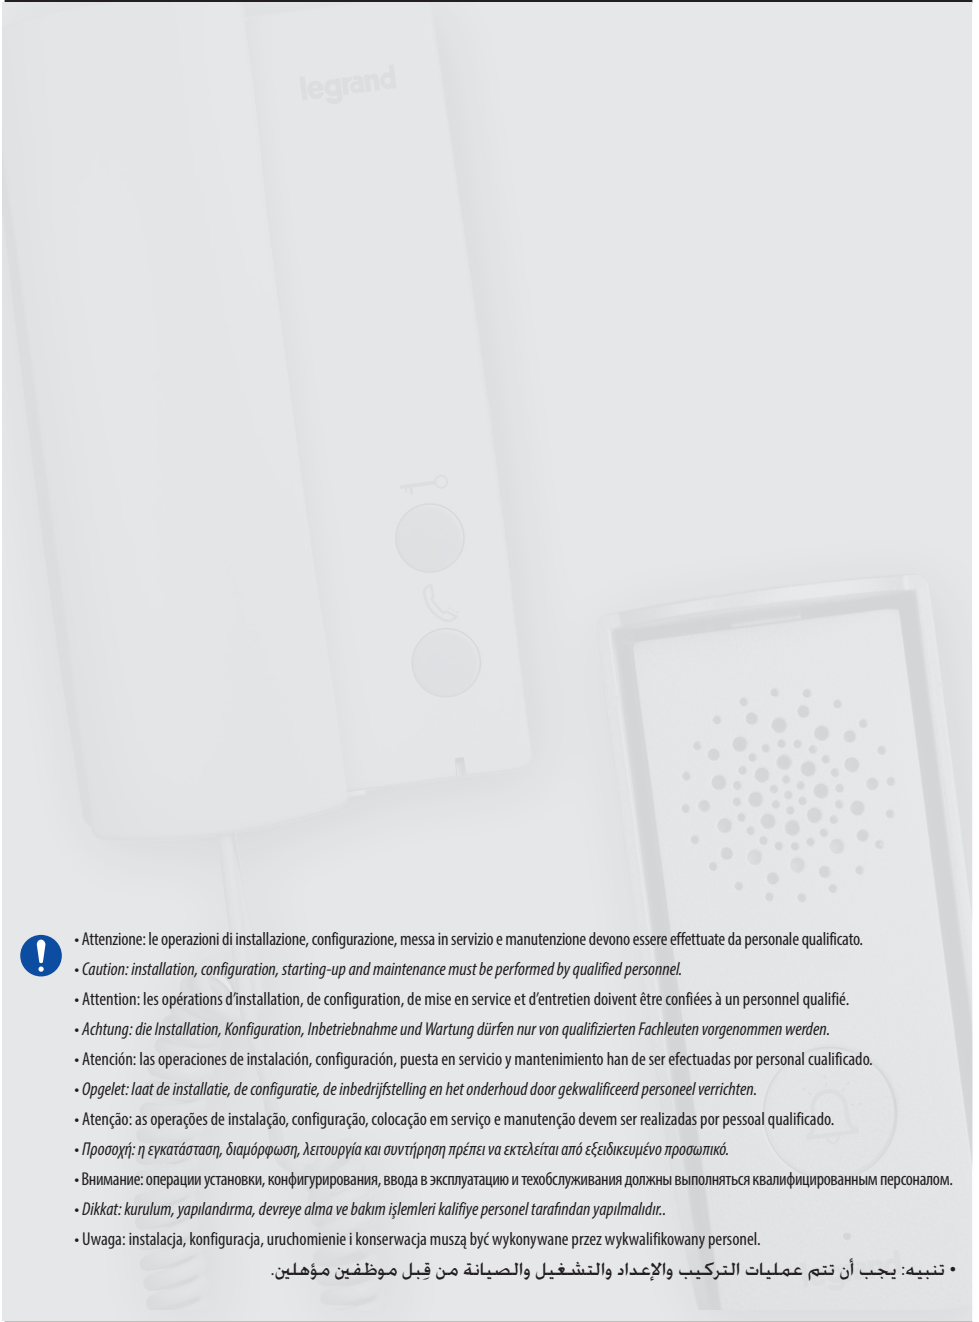 legrand
• Attenzione: le operazioni di installazione, configurazione, messa in servizio e manutenzione devono essere effettuate da personale qualificato.
• Caution: installation, configuration, starting-up and maintenance must be performed by qualified personnel.
• Attention: les opérations d’installation, de configuration, de mise en service et d’entretien doivent être confiées à un personnel qualifié.
• Achtung: die Installation, Konfiguration, Inbetriebnahme und Wartung dürfen nur von qualifizierten Fachleuten vorgenommen werden.
• Atención: las operaciones de instalación, configuración, puesta en servicio y mantenimiento han de ser efectuadas por personal cualificado.
• Opgelet: laat de installatie, de configuratie, de inbedrijfstelling en het onderhoud door gekwalificeerd personeel verrichten.
• Atenção: as operações de instalação, configuração, colocação em serviço e manutenção devem ser realizadas por pessoal qualificado.
• Προσοχή: η εγκατάσταση, διαμόρφωση, λειτουργία και συντήρηση πρέπει να εκτελείται από εξειδικευμένο προσωπικό.
• Внимание: операции установки, конфигурирования, ввода в эксплуатацию и техобслуживания должны выполняться квалифицированным персоналом.
• Dikkat: kurulum, yapılandırma, devreye alma ve bakım işlemleri kalifiye personel tarafından yapılmalıdır..
• Uwaga: instalacja, konfiguracja, uruchomienie i konserwacja muszą być wykonywane przez wykwalifikowany personel.
• تنبيه: يجب أن تتم عمليات التركيب والإعداد والتشغيل والصيانة من قِبل موظفين مؤهلين.
legrand